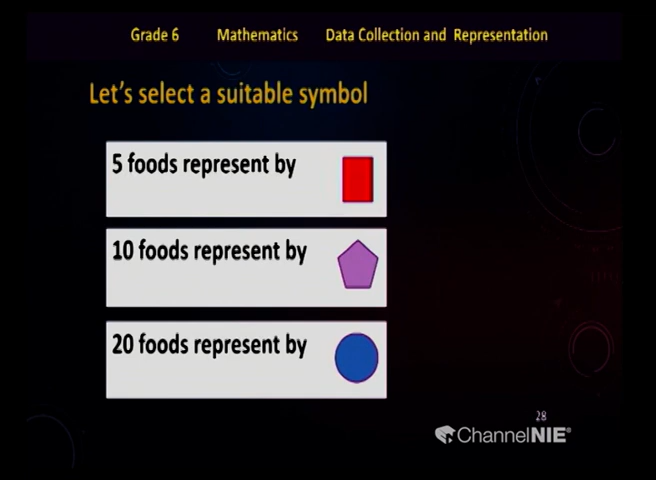 Grade 6 Mathematics Data Collection and Representation
Let's select a suitable symbol
5 foods represent by
10 foods represent by
20 foods represent by
28
ChannelNIE®